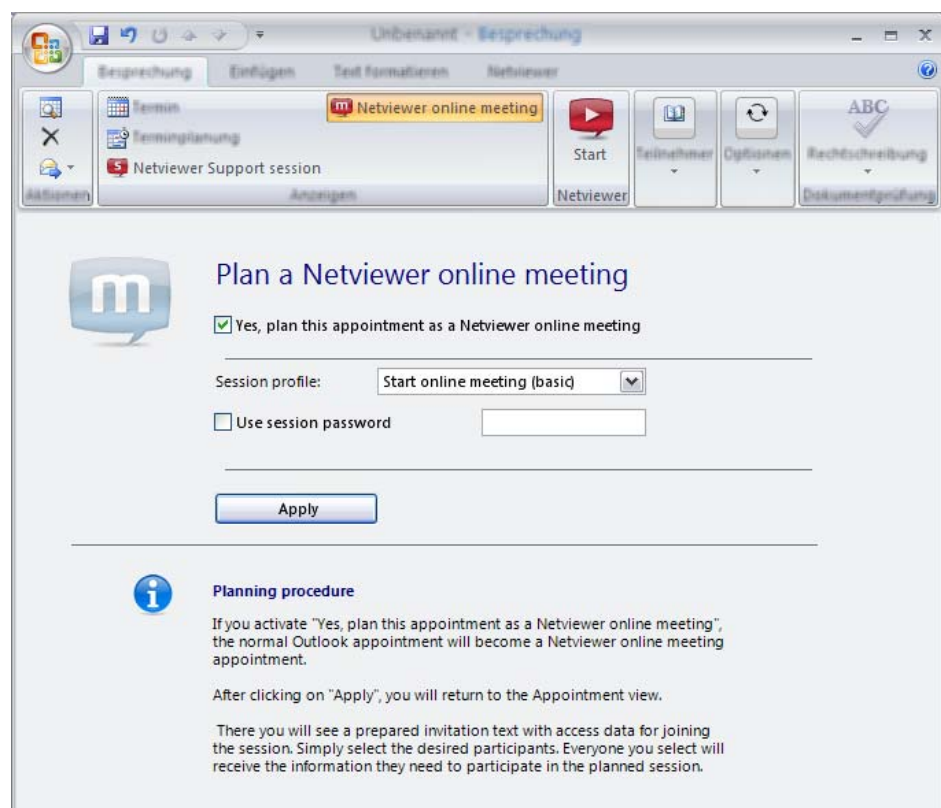 Unbenannt - Besprechung
Besprechung Einfügen Text formatieren Netviewer
Termin Netviewer online meeting ABC
Terminplanung
Start Teilnehmer Optionen Rechtschreibung
Netviewer Support session
Aktionen Anzeigen Netviewer Dokumentprüfung
m
Plan a Netviewer online meeting
Yes, plan this appointment as a Netviewer online meeting
Session profile: Start online meeting (basic)
Use session password
Apply
Planning procedure
If you activate "Yes, plan this appointment as a Netviewer online meeting",
the normal Outlook appointment will become a Netviewer online meeting
appointment.
After clicking on "Apply", you will return to the Appointment view.
There you will see a prepared invitation text with access data for joining
the session. Simply select the desired participants. Everyone you select will
receive the information they need to participate in the planned session.